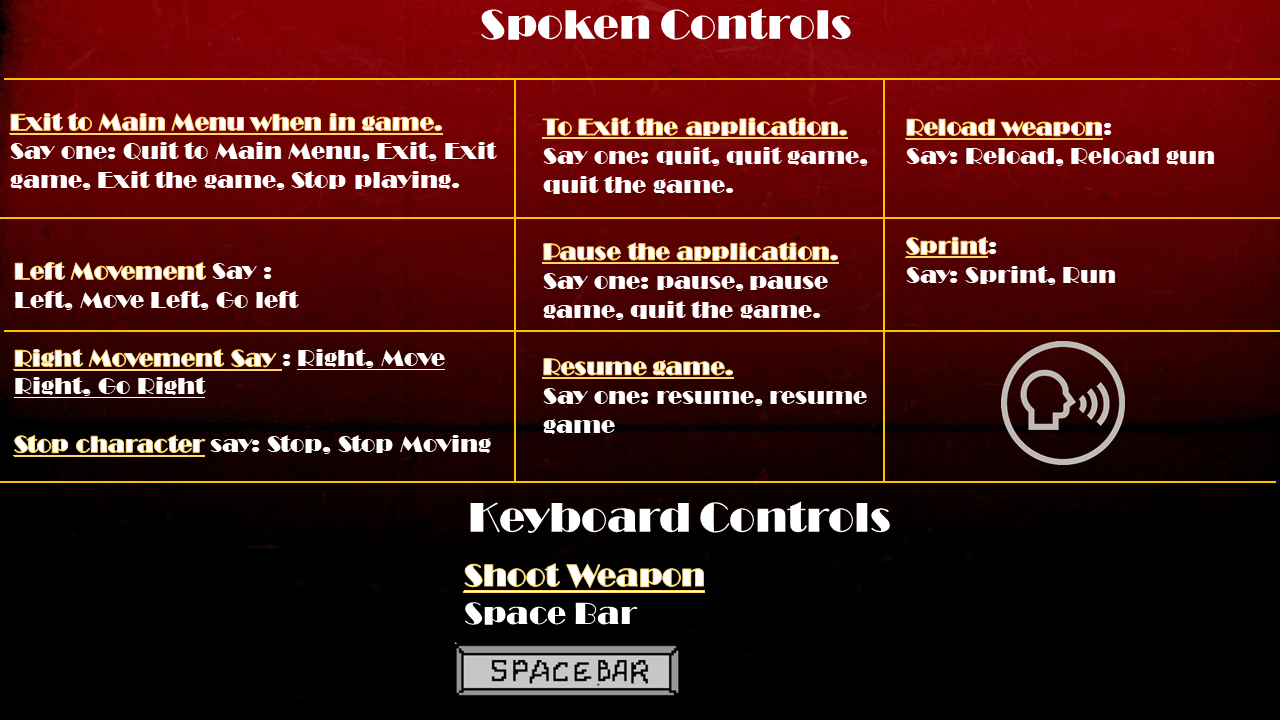 Spoken Controls
Exit to Main Menu when in game.
Say one: Quit to Main Menu, Exit, Exit
game, Exit the game, Stop playing.
To Exit the application.
Say one: quit, quit game,
quit the game.
Reload weapon:
Say: Reload, Reload gun
Left Movement Say :
Left, Move Left, Go left
Pause the application.
Say one: pause, pause
game, quit the game.
Sprint:
Say: Sprint, Run
Right Movement Say : Right, Move
Right, Go Right
Stop character say: Stop, Stop Moving
Resume game.
Say one: resume, resume
game
Keyboard Controls
Shoot Weapon
Space Bar
SPACEBAR